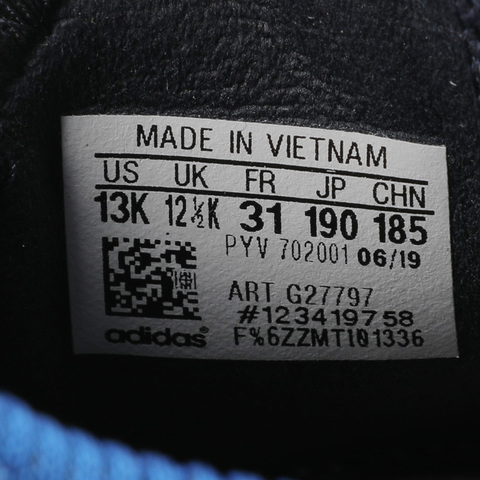 MADE IN VIETNAM
US UK FR JP CHN
13K 12½K 31 190 185
PYV 702001 06/19
ART G27797
#123419758
adidas F%6ZZMTI01336